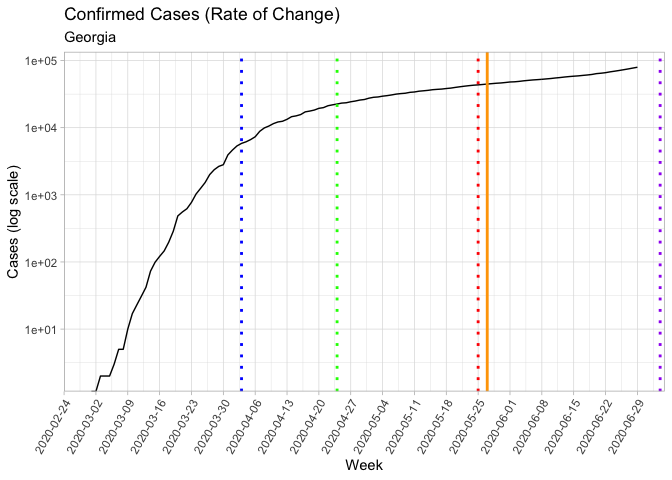 Confirmed Cases (Rate of Change)
Georgia
1e+05
1e+04
1e+03
1e+02
1e+01
Cases (log scale)
2020-02-24
2020-03-02
2020-03-09
2020-03-16
2020-03-23
2020-03-30
2020-04-06
2020-04-13
2020-04-20
2020-04-27
2020-05-04
2020-05-11
2020-05-18
2020-05-25
2020-06-01
2020-06-08
2020-06-15
2020-06-22
2020-06-29
Week